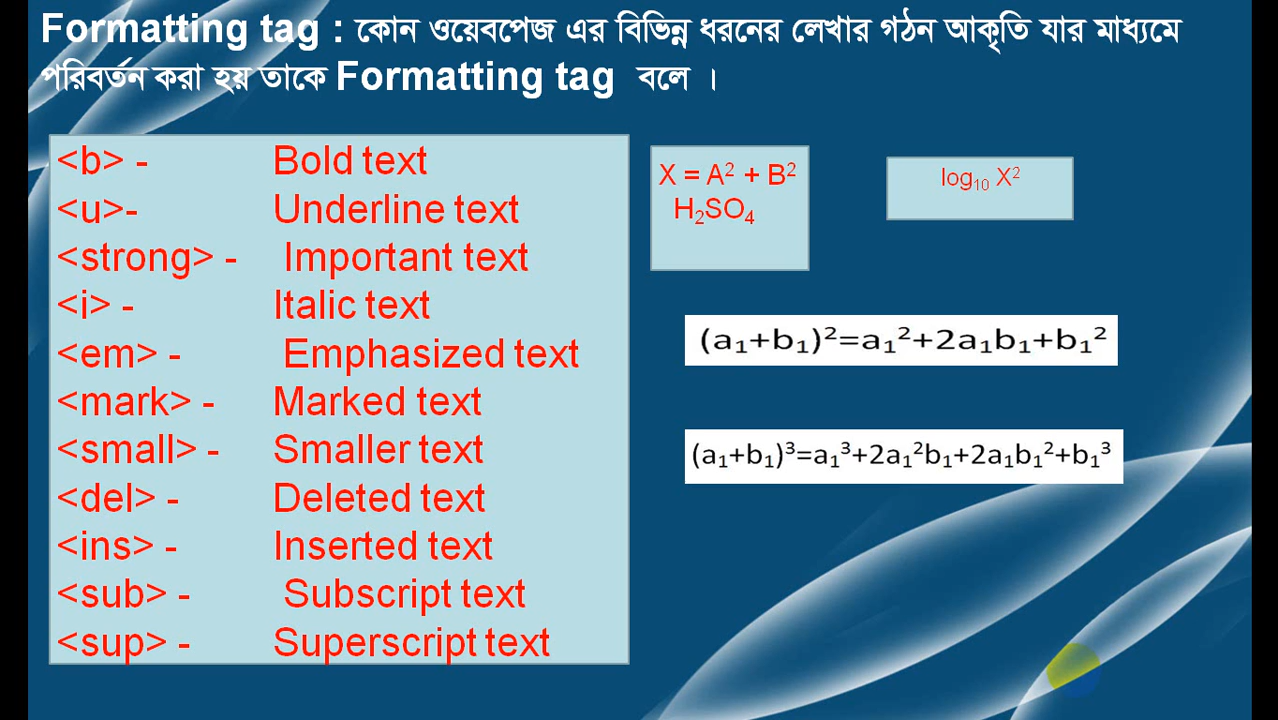 Formatting tag : কোন ওয়েবপেজ এর বিভিন্ন ধরনের লেখার গঠন আকৃতি যার মাধ্যমে
পরিবর্তন করা হয় তাকে Formatting tag বলে ।
<b> - Bold text
<u>- Underline text
<strong> - Important text
<i> - Italic text
<em> - Emphasized text
<mark> - Marked text
<small> - Smaller text
<del> - Deleted text
<ins> - Inserted text
<sub> - Subscript text
<sup> - Superscript text
X = A² + B²
H₂SO₄
log₁₀ X²
(a₁+b₁)²=a₁²+2a₁b₁+b₁²
(a₁+b₁)³=a₁³+2a₁²b₁+2a₁b₁²+b₁³